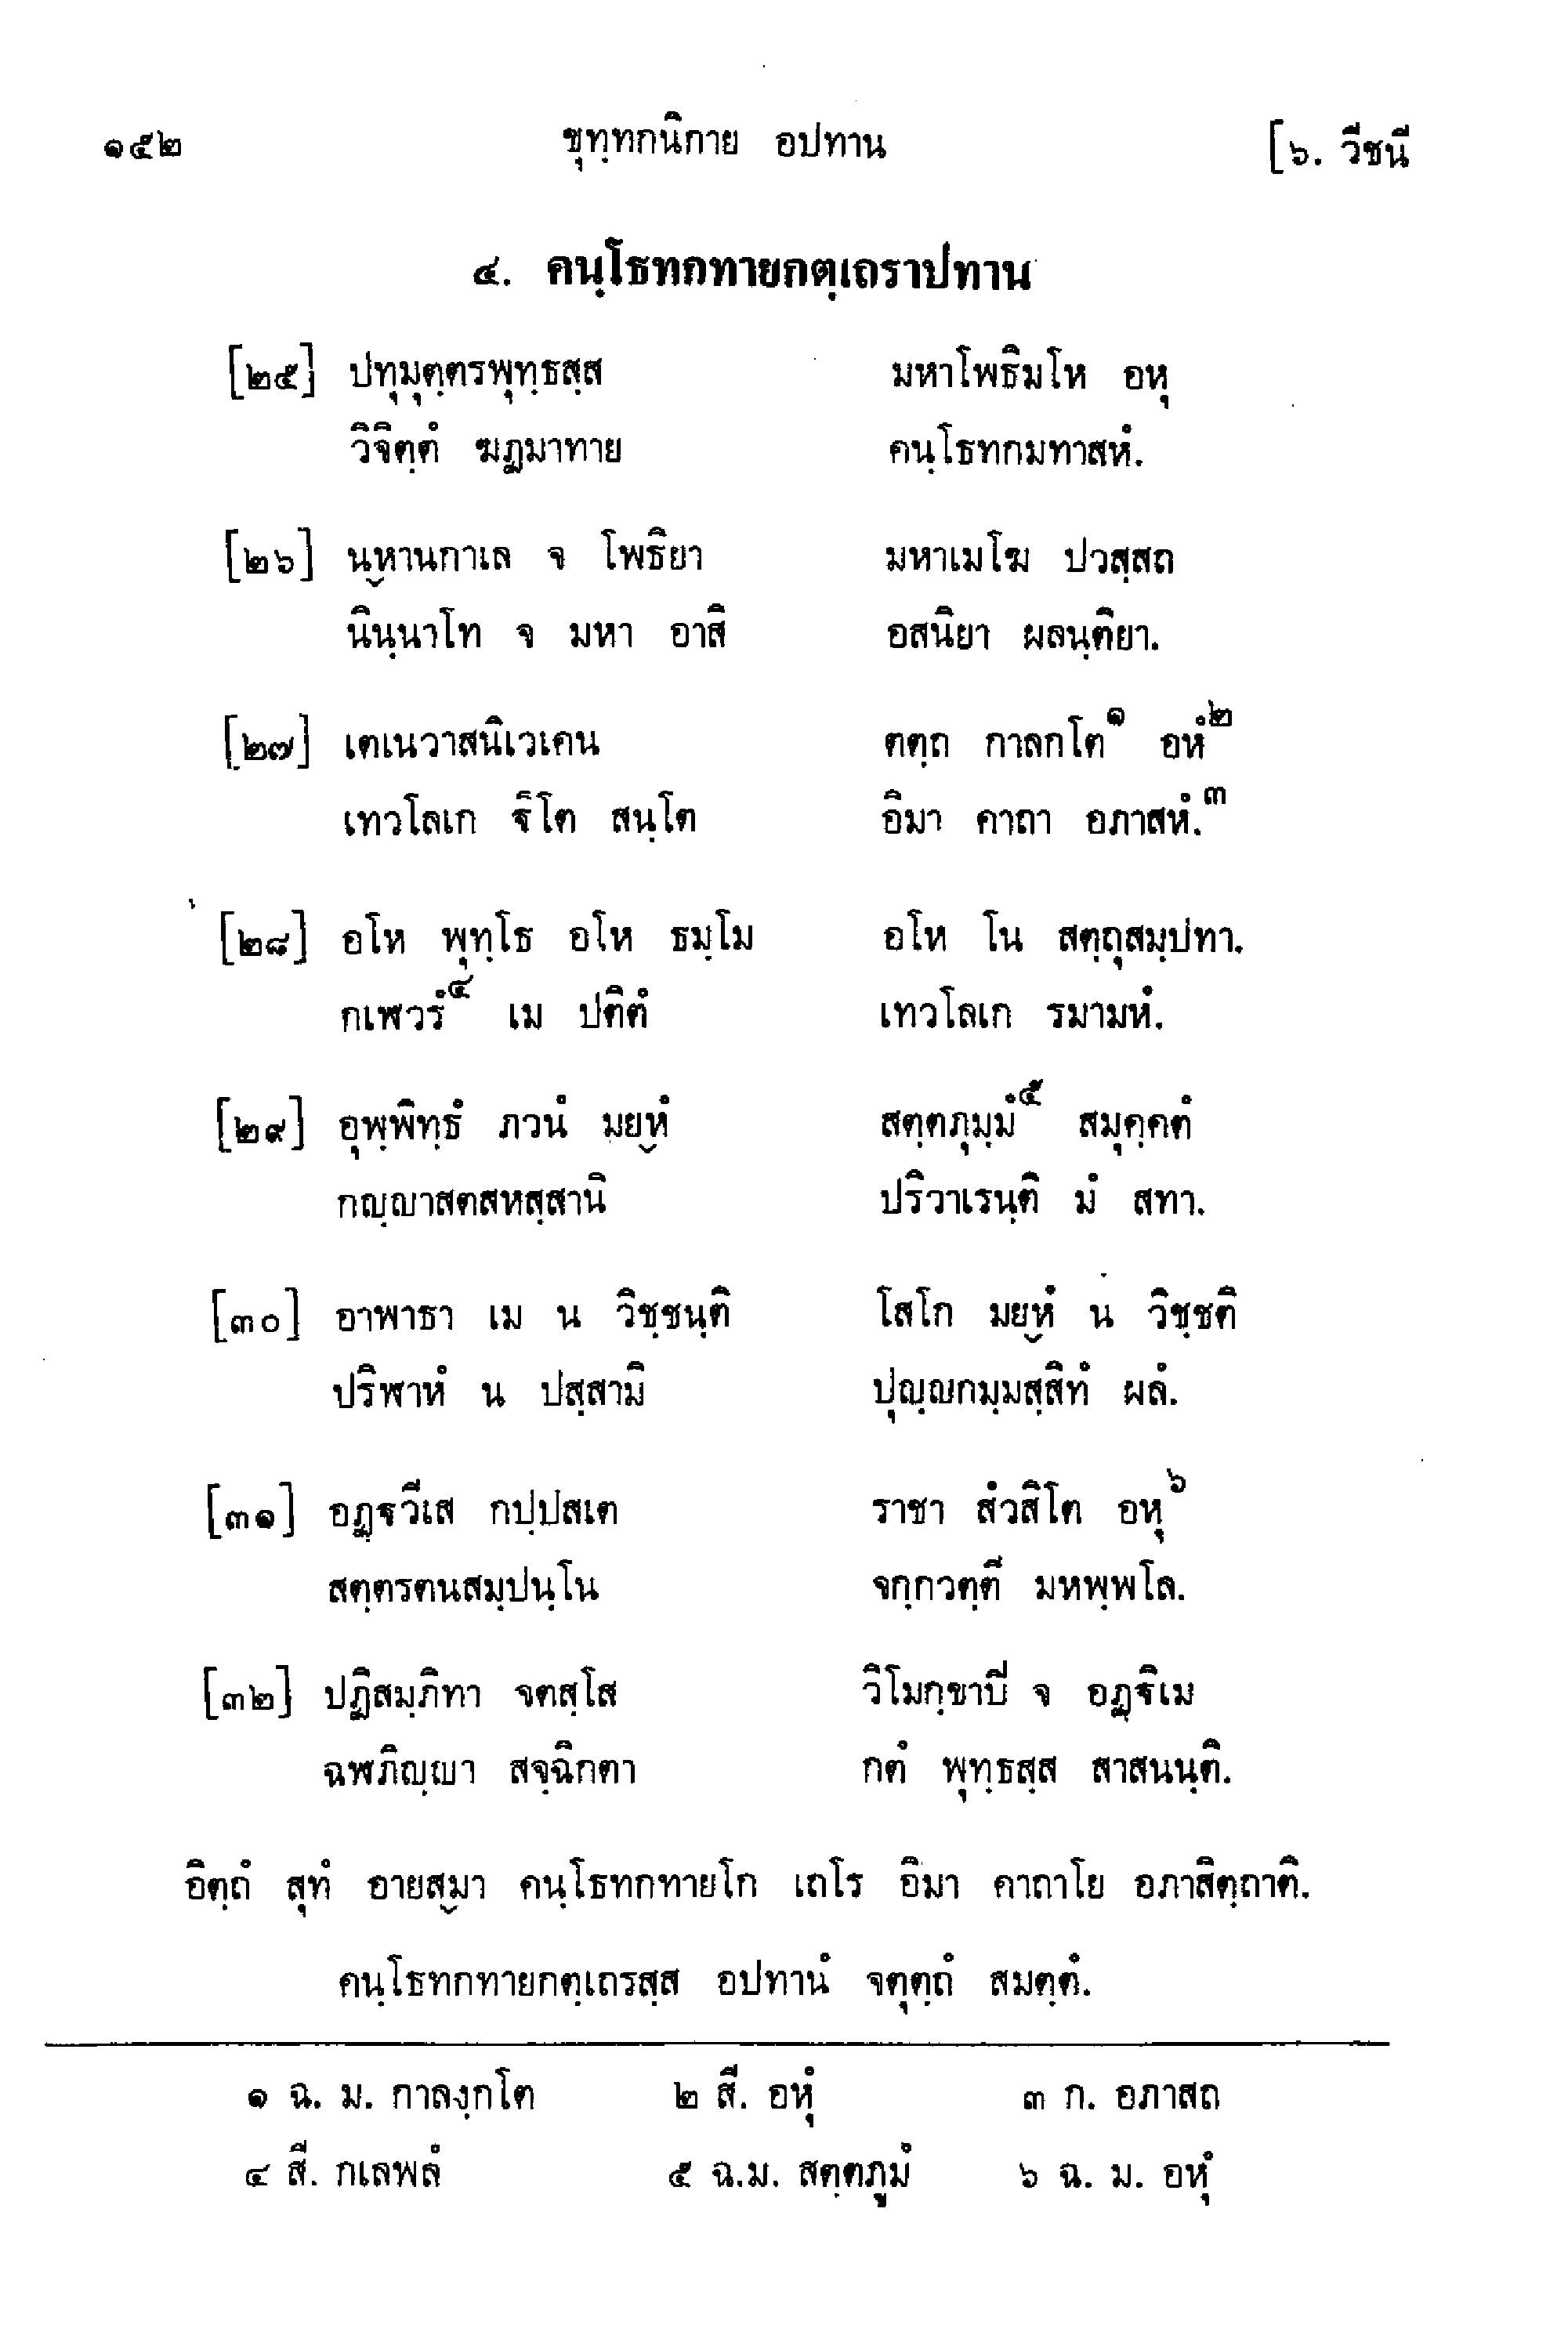 ๑๕๒ ขุทฺทกนิกาย อปทาน [๖. วีชนี
๔. คนฺโธทกทายกตฺเถราปทาน
[๒๕] ปทุมุตฺตรพุทฺธสฺส มหาโพธิมโห อหุ
วิจิตฺตํ ฆฏมาทาย คนฺโธทกมทาสหํ.
[๒๖] นฺหานกาเล จ โพธิยา มหาเมโฆ ปวสฺสถ
นินฺนาโท จ มหา อาสิ อสนิยา ผลนฺติยา.
[๒๗] เตเนวาสนิเวเคน ตตฺถ กาลกโต๑ อหํ๒
เทวโลเก ฐิโต สนฺโต อิมา คาถา อภาสหํ.๓
[๒๘] อโห พุทฺโธ อโห ธมฺโม อโห โน สตฺถุสมฺปทา.
กเฬวรํ๔ เม ปติตํ เทวโลเก รมามหํ.
[๒๙] อุพฺพิทฺธํ ภวนํ มยฺหํ สตฺตภุมฺมํ๕ สมุคฺคตํ
กญฺญาสตสหสฺสานิ ปริวาเรนฺติ มํ สทา.
[๓๐] อาพาธา เม น วิชฺชนฺติ โสโก มยฺหํ น วิชฺชติ
ปริฬาหํ น ปสฺสามิ ปุญฺญกมฺมสฺสิทํ ผลํ.
[๓๑] อฏฺฐวีเส กปฺปสเต ราชา สํวสิโต อหุ๖
สตฺตรตนสมฺปนฺโน จกฺกวตฺตี มหพฺพโล.
[๓๒] ปฏิสมฺภิทา จตสฺโส วิโมกฺขาปิ จ อฏฺฐิเม
ฉฬภิญฺญา สจฺฉิกตา กตํ พุทฺธสฺส สาสนนฺติ.
อิตฺถํ สุทํ อายสฺมา คนฺโธทกทายโก เถโร อิมา คาถาโย อภาสิตฺถาติ.
คนฺโธทกทายกตฺเถรสฺส อปทานํ จตุตฺถํ สมตฺตํ.
๑ ฉ. ม. กาลงฺกโต ๒ สี. อหุํ ๓ ก. อภาสถ
๔ สี. กเลพลํ ๕ ฉ.ม. สตฺตภูมํ ๖ ฉ. ม. อหุํ